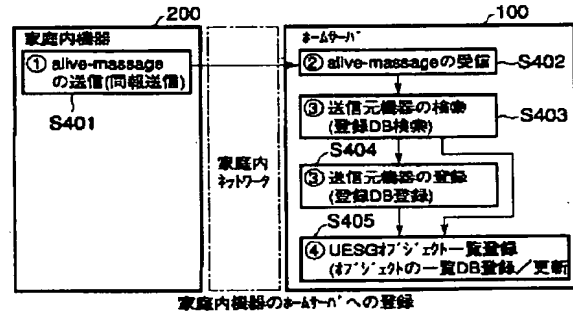 200
100
家庭内機器
ホームサーバ
① alive-massage
の送信(同報送信)
S401
② alive-massageの受信
S402
③ 送信元機器の検索
(登録DB検索)
S403
家庭内
ネットワーク
S404
③ 送信元機器の登録
(登録DB登録)
S405
④ UESGオブジェクト一覧登録
(オブジェクトの一覧DB登録/更新
家庭内機器のホームサーバへの登録